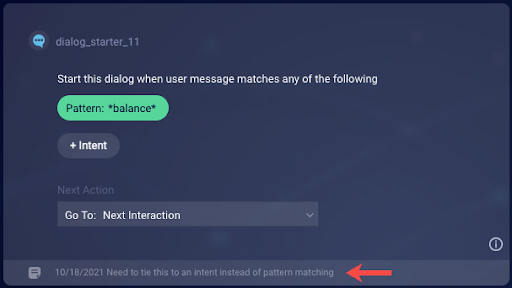 dialog_starter_11
Start this dialog when user message matches any of the following
Pattern: *balance*
+ Intent
Next Action
Go To: Next Interaction
10/18/2021 Need to tie this to an intent instead of pattern matching